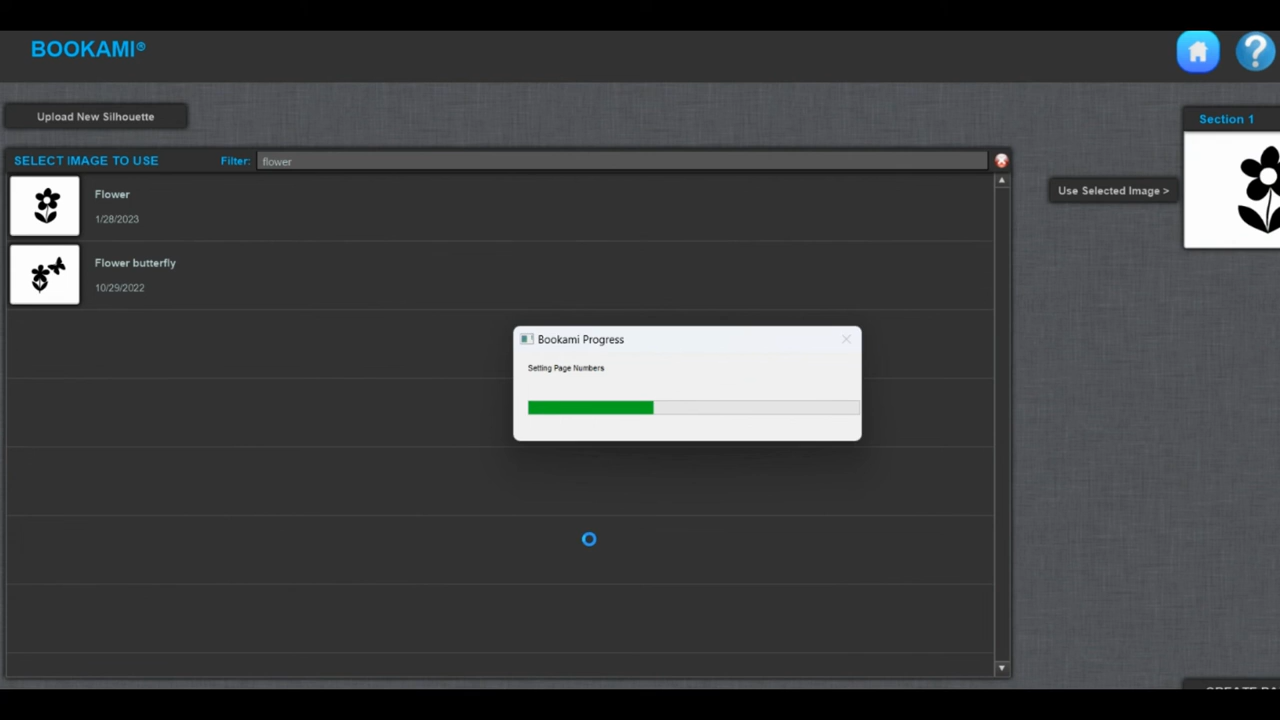 BOOKAMI®
Upload New Silhouette
Section 1
SELECT IMAGE TO USE
Filter:
flower
Use Selected Image >
Flower
1/28/2023
Flower butterfly
10/29/2022
Bookami Progress
Setting Page Numbers